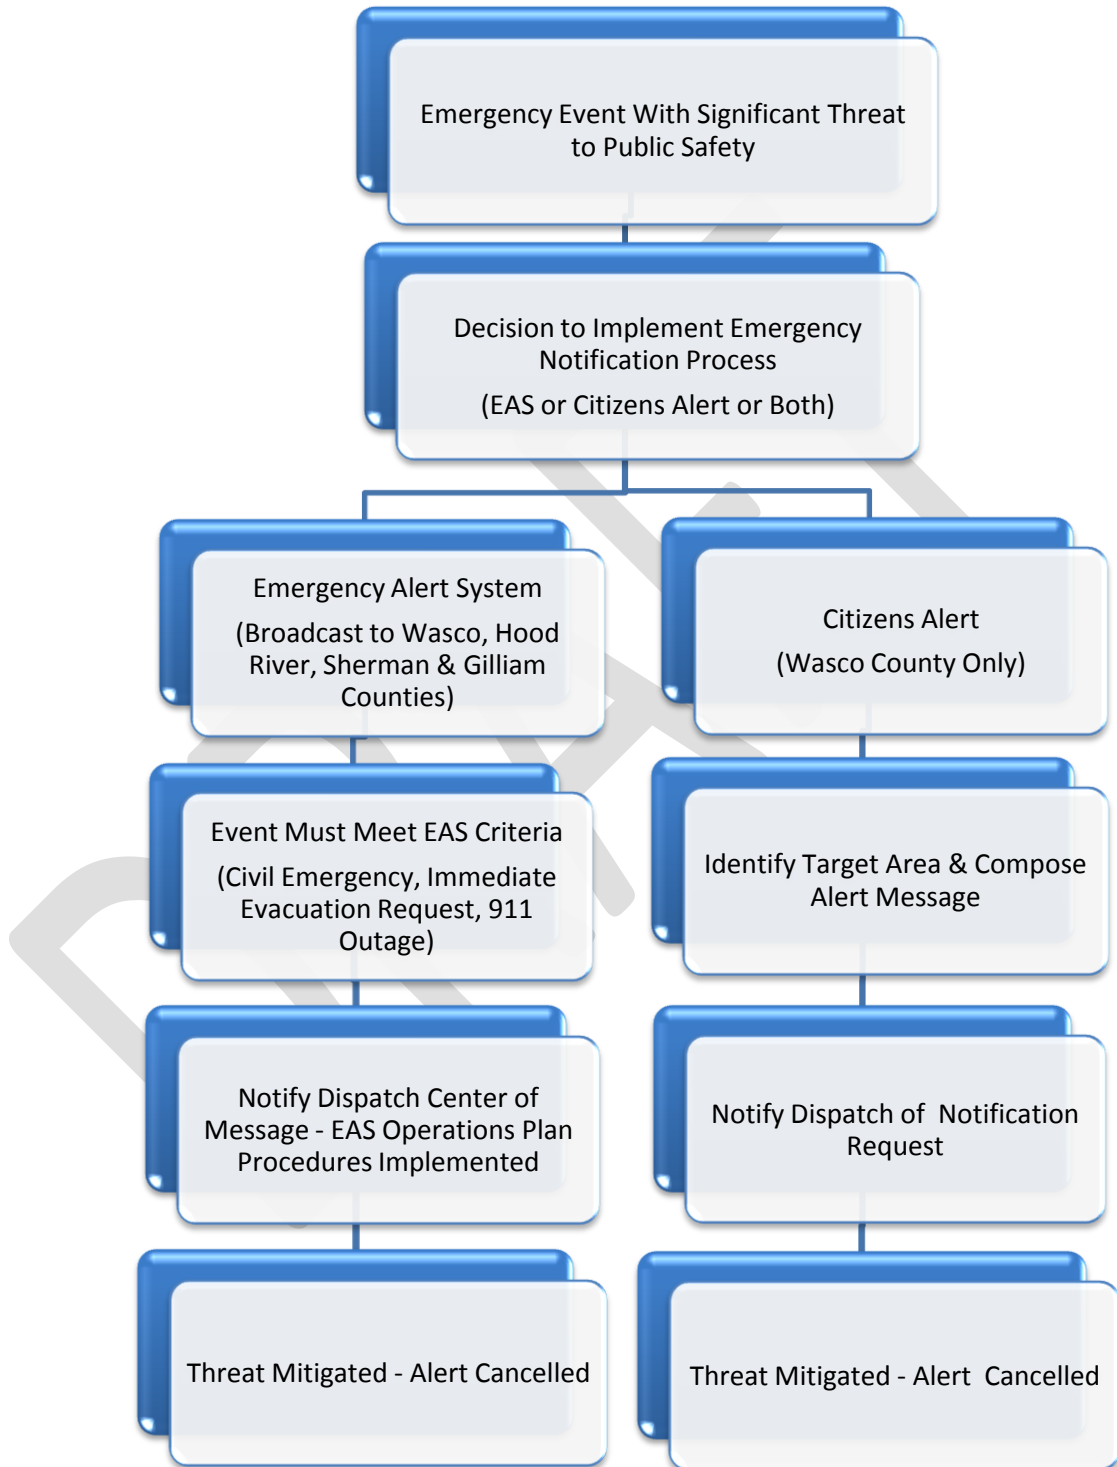 Emergency Event With Significant Threat
to Public Safety
Decision to Implement Emergency
Notification Process
(EAS or Citizens Alert or Both)
Emergency Alert System
(Broadcast to Wasco, Hood
River, Sherman & Gilliam
Counties)
Citizens Alert
(Wasco County Only)
Event Must Meet EAS Criteria
(Civil Emergency, Immediate
Evacuation Request, 911
Outage)
Identify Target Area & Compose
Alert Message
Notify Dispatch Center of
Message - EAS Operations Plan
Procedures Implemented
Notify Dispatch of  Notification
Request
Threat Mitigated - Alert Cancelled
Threat Mitigated - Alert  Cancelled
DRAFT